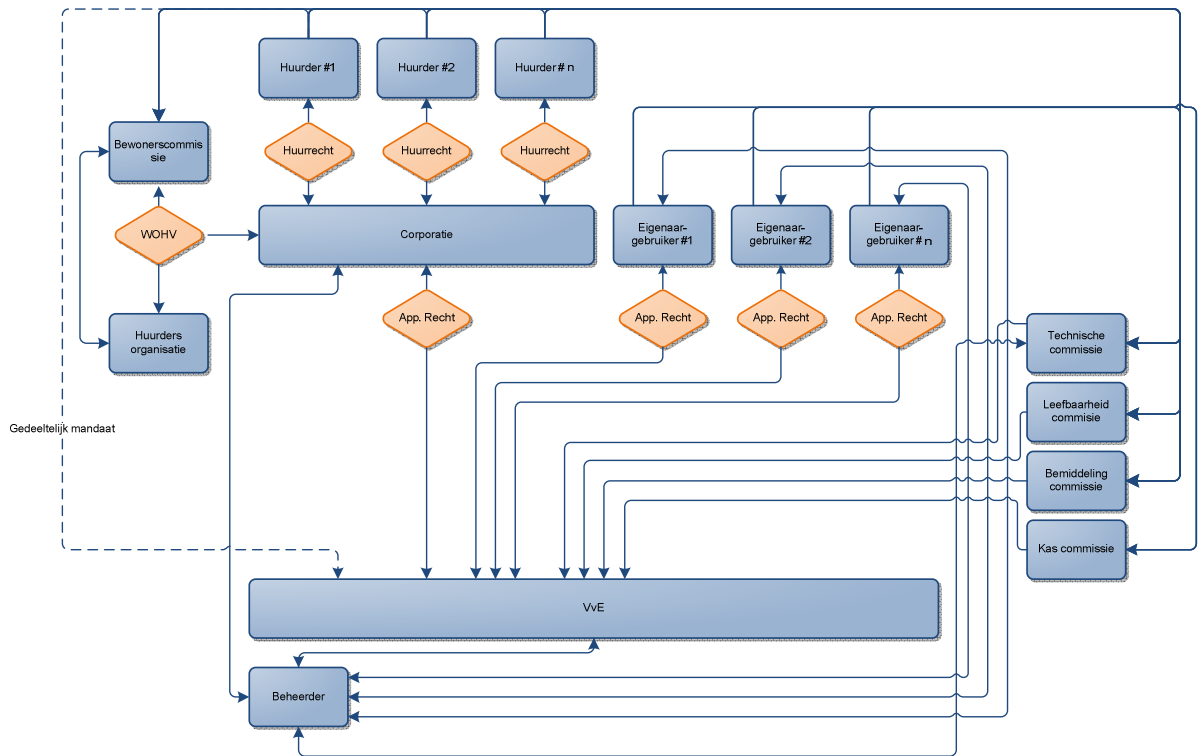 Huurder #1
Huurder #2
Huurder # n
Bewonerscommis
sie
Huurrecht
Huurrecht
Huurrecht
WOHV
Corporatie
Eigenaar-
gebruiker #1
Eigenaar-
gebruiker #2
Eigenaar-
gebruiker # n
Huurders
organisatie
App. Recht
App. Recht
App. Recht
App. Recht
Technische
commissie
Leefbaarheid
commisie
Gedeeltelijk mandaat
Bemiddeling
commissie
Kas commissie
VvE
Beheerder